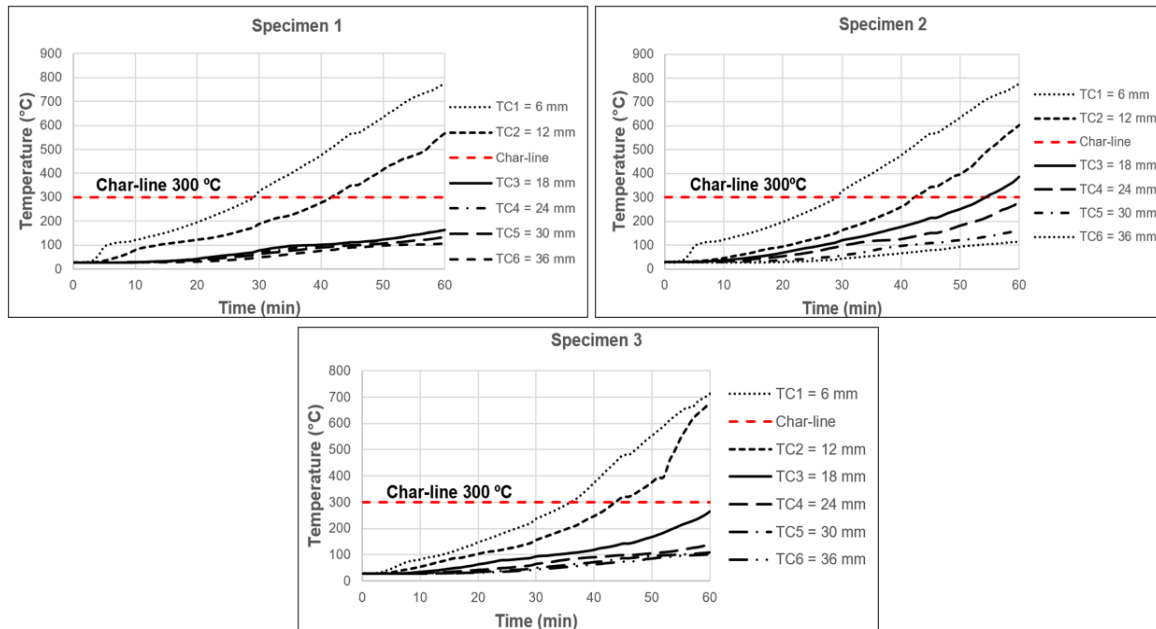 Specimen 1
Temperature (°C)
900
800
700
600
500
400
300
200
100
0
Char-line 300 ºC
0
10
20
30
40
50
60
Time (min)
TC1 = 6 mm
TC2 = 12 mm
Char-line
TC3 = 18 mm
TC4 = 24 mm
TC5 = 30 mm
TC6 = 36 mm
Specimen 2
Temperature (°C)
900
800
700
600
500
400
300
200
100
0
Char-line 300ºC
0
10
20
30
40
50
60
Time (min)
TC1 = 6 mm
TC2 = 12 mm
Char-line
TC3 = 18 mm
TC4 = 24 mm
TC5 = 30 mm
TC6 = 36 mm
Specimen 3
Temperature (°C)
800
700
600
500
400
300
200
100
0
Char-line 300 ºC
0
10
20
30
40
50
60
Time (min)
TC1 = 6 mm
Char-line
TC2 = 12 mm
TC3 = 18 mm
TC4 = 24 mm
TC5 = 30 mm
TC6 = 36 mm